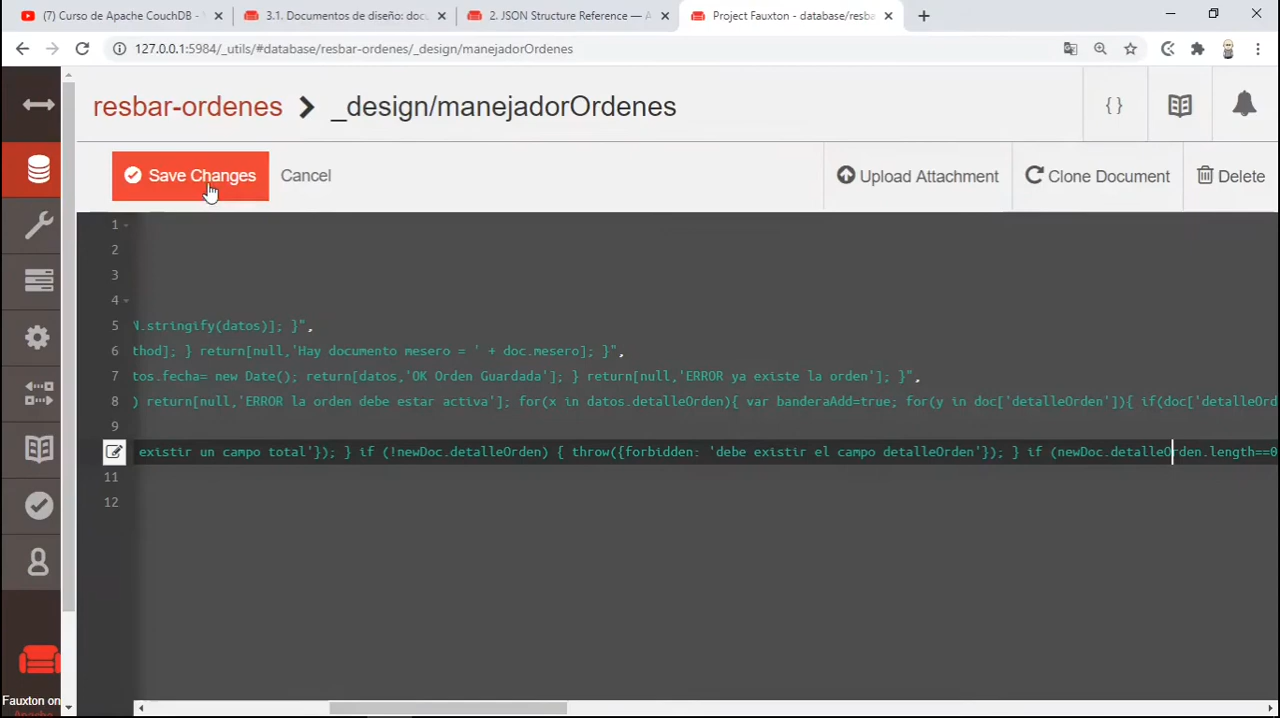 (7) Curso de Apache CouchDB -
3.1. Documentos de diseño: docu
2. JSON Structure Reference — A
Project Fauxton - database/resba
127.0.0.1:5984/_utils/#database/resbar-ordenes/_design/manejadorOrdenes
resbar-ordenes
_design/manejadorOrdenes
{ }
Save Changes
Cancel
Upload Attachment
Clone Document
Delete
1
2
3
4
5 N.stringify(datos)]; }",
6 thod]; } return[null,'Hay documento mesero = ' + doc.mesero]; }",
7 tos.fecha= new Date(); return[datos,'OK Orden Guardada']; } return[null,'ERROR ya existe la orden']; }",
8 ) return[null,'ERROR la orden debe estar activa']; for(x in datos.detalleOrden){ var banderaAdd=true; for(y in doc['detalleOrden']){ if(doc['detalleOrd
9
existir un campo total'}); } if (!newDoc.detalleOrden) { throw({forbidden: 'debe existir el campo detalleOrden'}); } if (newDoc.detalleOrden.length==0
11
12
Fauxton on
Apache